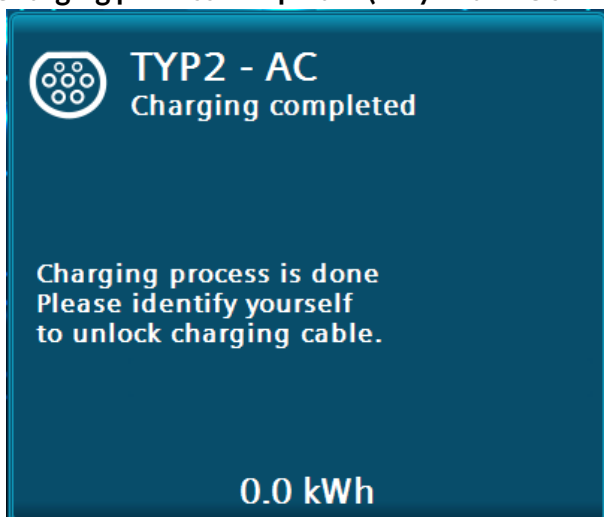 TYP2 - AC
Charging completed
Charging process is done
Please identify yourself
to unlock charging cable.
0.0 kWh